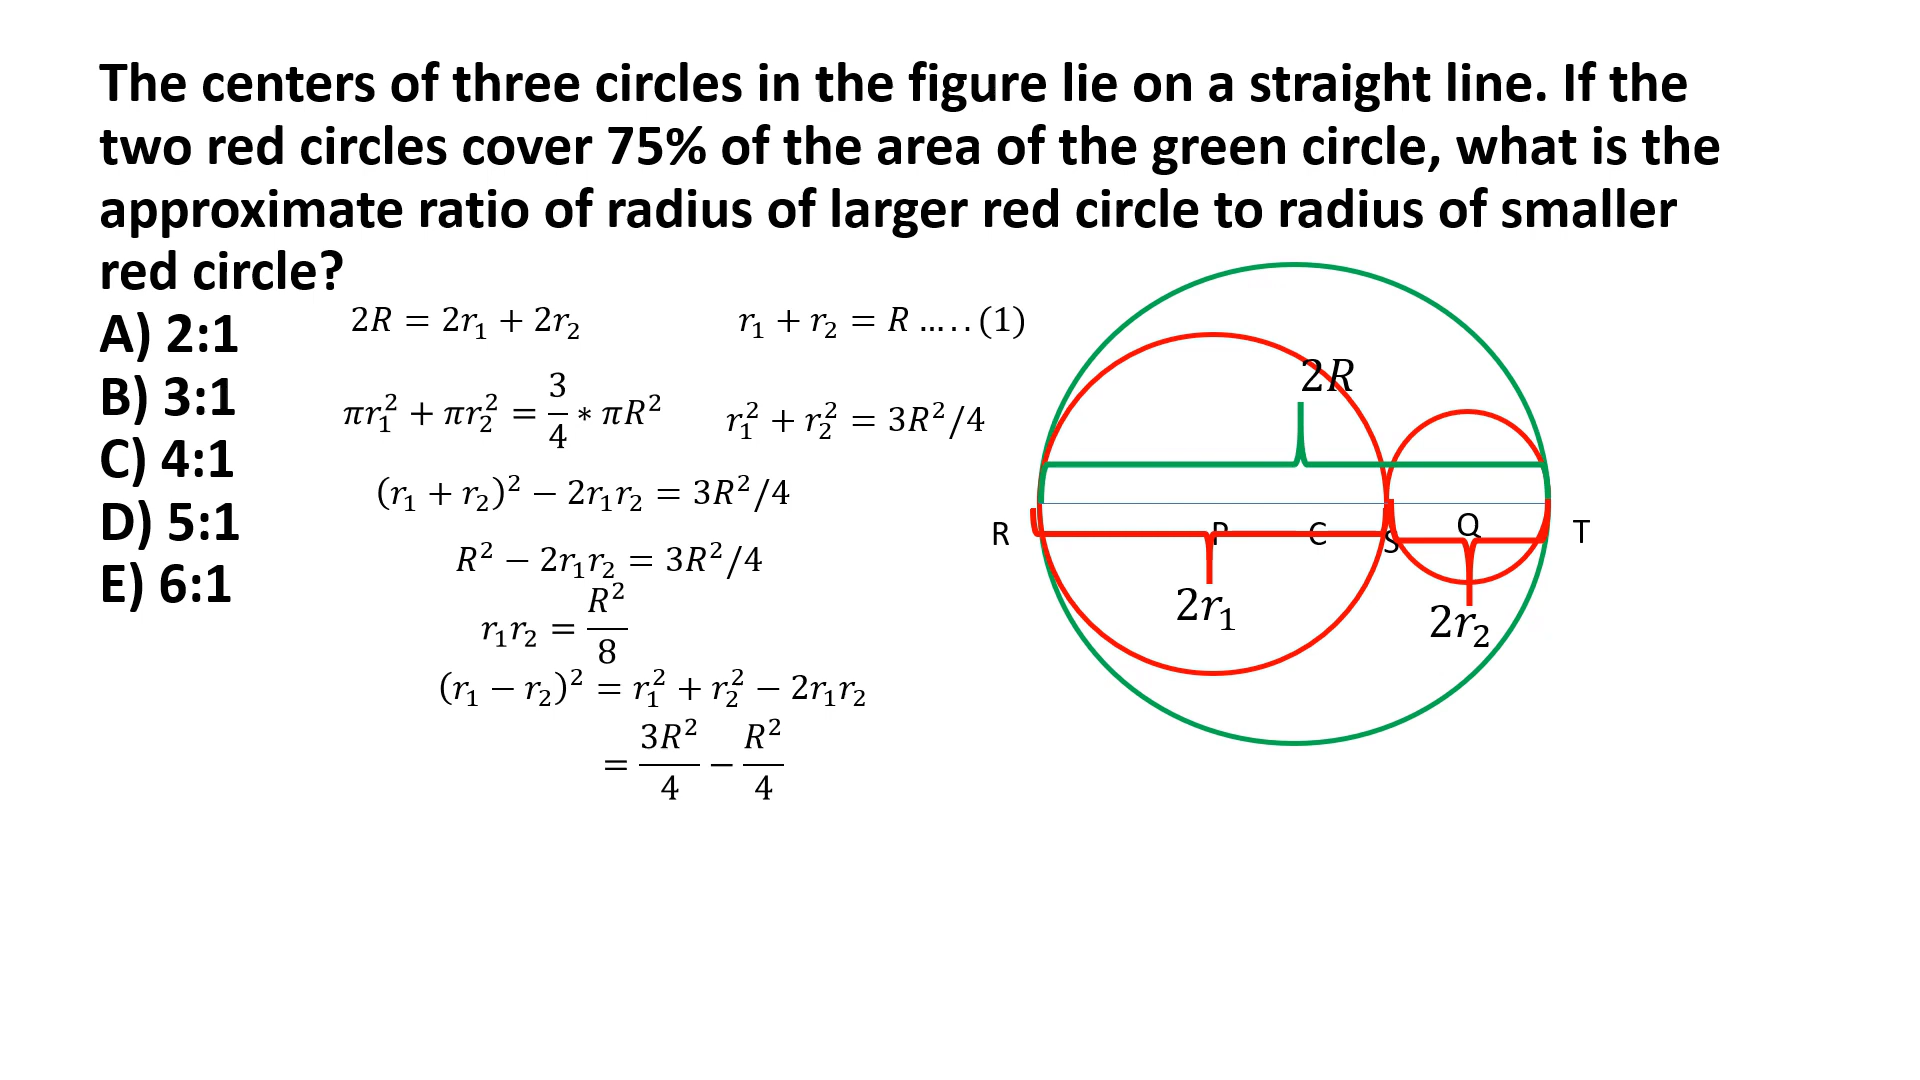 The centers of three circles in the figure lie on a straight line. If the
two red circles cover 75% of the area of the green circle, what is the
approximate ratio of radius of larger red circle to radius of smaller
red circle?
A) 2:1
B) 3:1
C) 4:1
D) 5:1
E) 6:1
2R = 2r₁ + 2r₂
r₁ + r₂ = R ….. (1)
πr₁² + πr₂² = 3/4 * πR²
r₁² + r₂² = 3R²/4
(r₁ + r₂)² − 2r₁r₂ = 3R²/4
R² − 2r₁r₂ = 3R²/4
r₁r₂ = R²/8
(r₁ − r₂)² = r₁² + r₂² − 2r₁r₂
= 3R²/4 − R²/4
2R
R P C S Q T
2r₁
2r₂